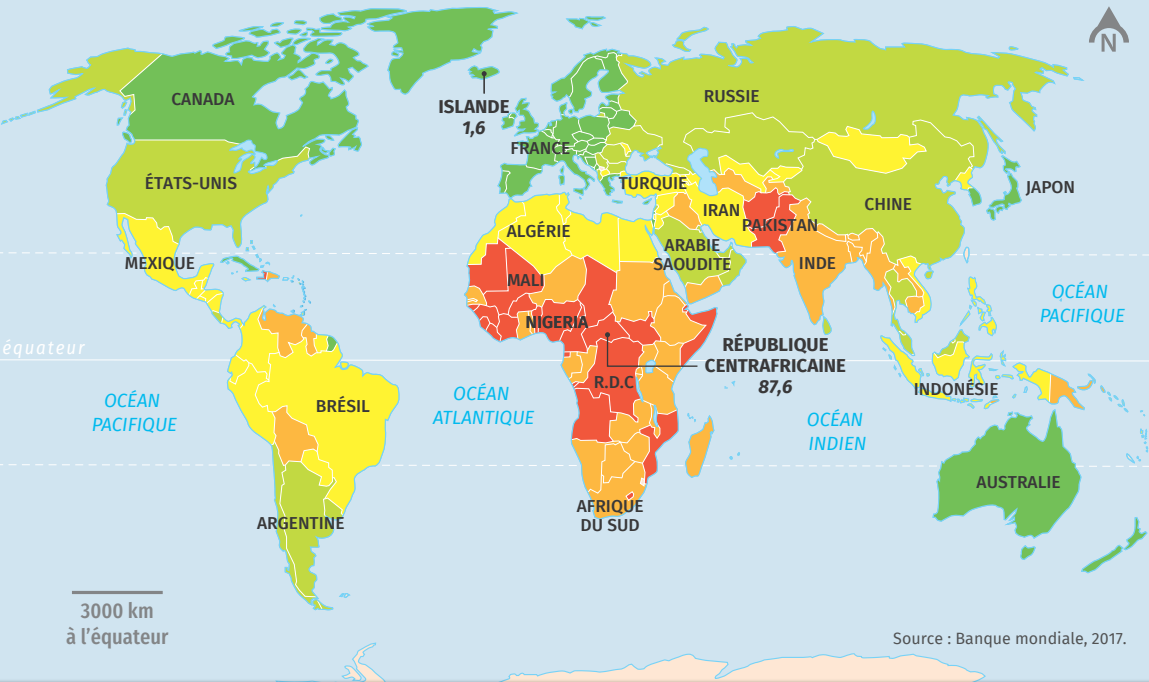 N
CANADA
RUSSIE
ISLANDE
1,6
FRANCE
ÉTATS-UNIS
TURQUIE
JAPON
CHINE
IRAN
PAKISTAN
ALGÉRIE
ARABIE
SAOUDITE
MEXIQUE
INDE
MALI
OCÉAN
PACIFIQUE
NIGERIA
équateur
RÉPUBLIQUE
CENTRAFRICAINE
87,6
R.D.C
INDONÉSIE
OCÉAN
PACIFIQUE
BRÉSIL
OCÉAN
ATLANTIQUE
OCÉAN
INDIEN
AUSTRALIE
AFRIQUE
DU SUD
ARGENTINE
3000 km
à l'équateur
Source : Banque mondiale, 2017.